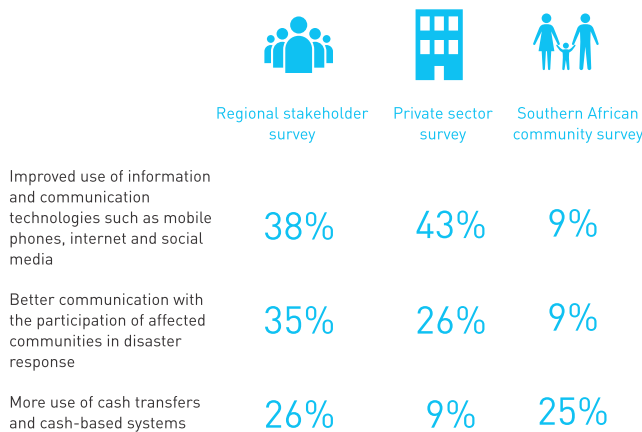 Regional stakeholder
survey
Private sector
survey
Southern African
community survey
Improved use of information
and communication
technologies such as mobile
phones, internet and social
media
38%
43%
9%
Better communication with
the participation of affected
communities in disaster
response
35%
26%
9%
More use of cash transfers
and cash-based systems
26%
9%
25%